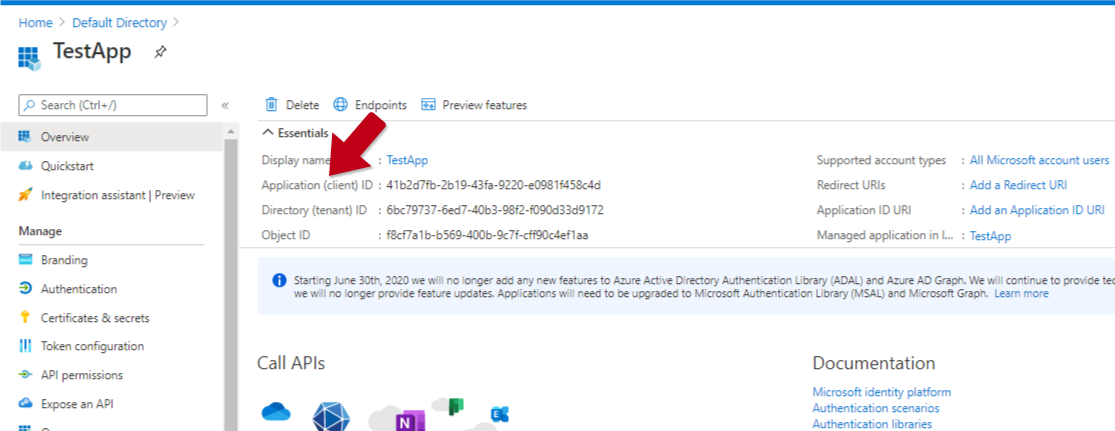 Home > Default Directory >
TestApp
Search (Ctrl+/)
«
Overview
Quickstart
Integration assistant | Preview
Manage
Branding
Authentication
Certificates & secrets
Token configuration
API permissions
Expose an API
Delete Endpoints Preview features
Essentials
Display name : TestApp
Application (client) ID : 41b2d7fb-2b19-43fa-9220-e0981f458c4d
Directory (tenant) ID : 6bc79737-6ed7-40b3-98f2-f090d33d9172
Object ID : f8cf7a1b-b569-400b-9c7f-cff90c4ef1aa
Supported account types : All Microsoft account users
Redirect URIs : Add a Redirect URI
Application ID URI : Add an Application ID URI
Managed application in l... : TestApp
Starting June 30th, 2020 we will no longer add any new features to Azure Active Directory Authentication Library (ADAL) and Azure AD Graph. We will continue to provide tec
we will no longer provide feature updates. Applications will need to be upgraded to Microsoft Authentication Library (MSAL) and Microsoft Graph. Learn more
Call APIs
N
E
Documentation
Microsoft identity platform
Authentication scenarios
Authentication libraries